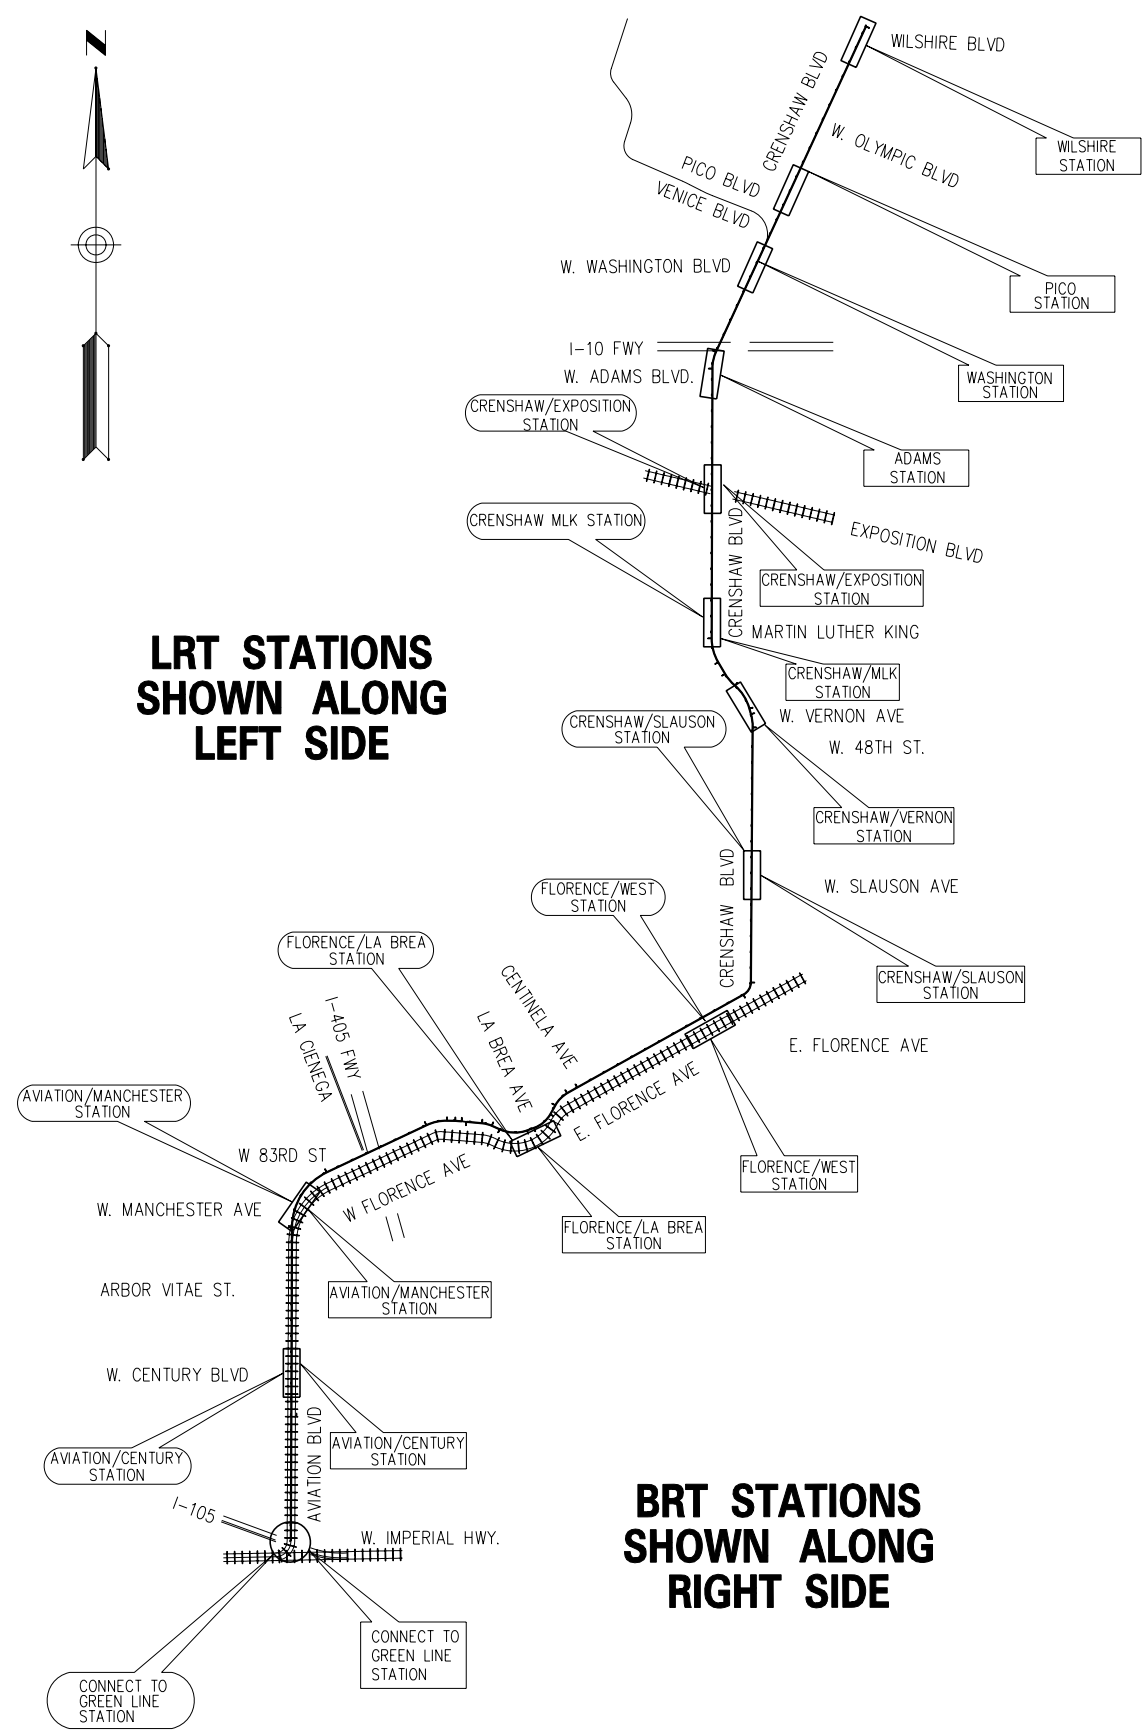 N
WILSHIRE BLVD
CRENSHAW BLVD
W. OLYMPIC BLVD
WILSHIRE
STATION
PICO BLVD
VENICE BLVD
W. WASHINGTON BLVD
PICO
STATION
I-10 FWY
W. ADAMS BLVD.
WASHINGTON
STATION
CRENSHAW/EXPOSITION
STATION
ADAMS
STATION
CRENSHAW MLK STATION
CRENSHAW BLVD
EXPOSITION BLVD
CRENSHAW/EXPOSITION
STATION
MARTIN LUTHER KING
LRT STATIONS
SHOWN ALONG
LEFT SIDE
CRENSHAW/MLK
STATION
CRENSHAW/SLAUSON
STATION
W. VERNON AVE
W. 48TH ST.
CRENSHAW/VERNON
STATION
CRENSHAW BLVD
W. SLAUSON AVE
FLORENCE/WEST
STATION
FLORENCE/LA BREA
STATION
CRENSHAW/SLAUSON
STATION
CENTINELA AVE
LA BREA AVE
I-405 FWY
LA CIENEGA
E. FLORENCE AVE
E. FLORENCE AVE
AVIATION/MANCHESTER
STATION
W 83RD ST
W FLORENCE AVE
FLORENCE/WEST
STATION
W. MANCHESTER AVE
FLORENCE/LA BREA
STATION
ARBOR VITAE ST.
AVIATION/MANCHESTER
STATION
W. CENTURY BLVD
AVIATION/CENTURY
STATION
AVIATION BLVD
AVIATION/CENTURY
STATION
BRT STATIONS
SHOWN ALONG
RIGHT SIDE
I-105
W. IMPERIAL HWY.
CONNECT TO
GREEN LINE
STATION
CONNECT TO
GREEN LINE
STATION